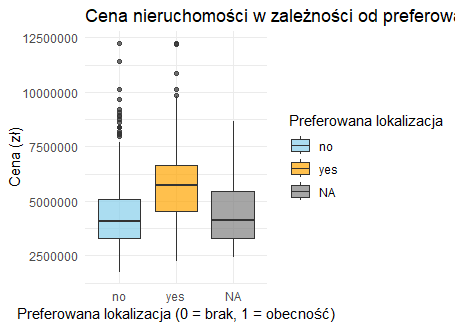 Cena nieruchomości w zależności od preferowa
12500000
10000000
7500000
5000000
2500000
Cena (zł)
no
yes
NA
Preferowana lokalizacja (0 = brak, 1 = obecność)
Preferowana lokalizacja
no
yes
NA